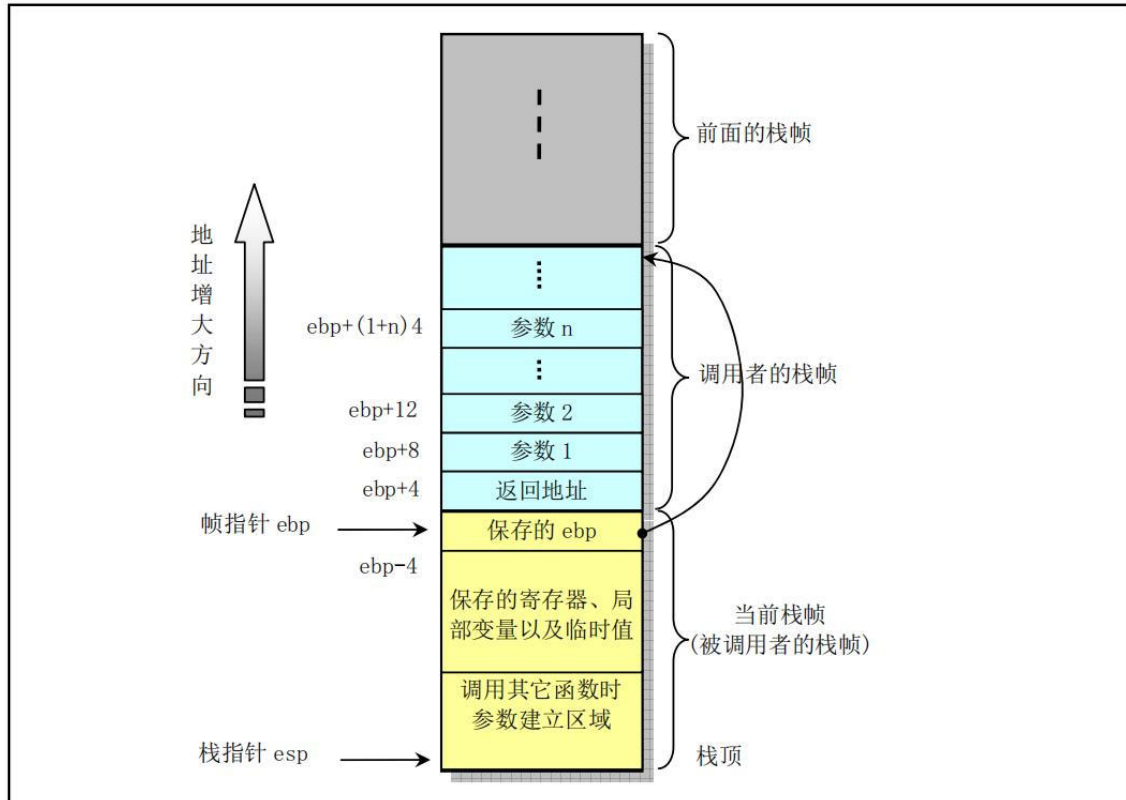 前面的栈帧
地址增大方向
ebp+(1+n)4
参数 n
调用者的栈帧
ebp+12
参数 2
ebp+8
参数 1
ebp+4
返回地址
帧指针 ebp
保存的 ebp
ebp-4
保存的寄存器、局
部变量以及临时值
当前栈帧
(被调用者的栈帧)
调用其它函数时
参数建立区域
栈指针 esp
栈顶